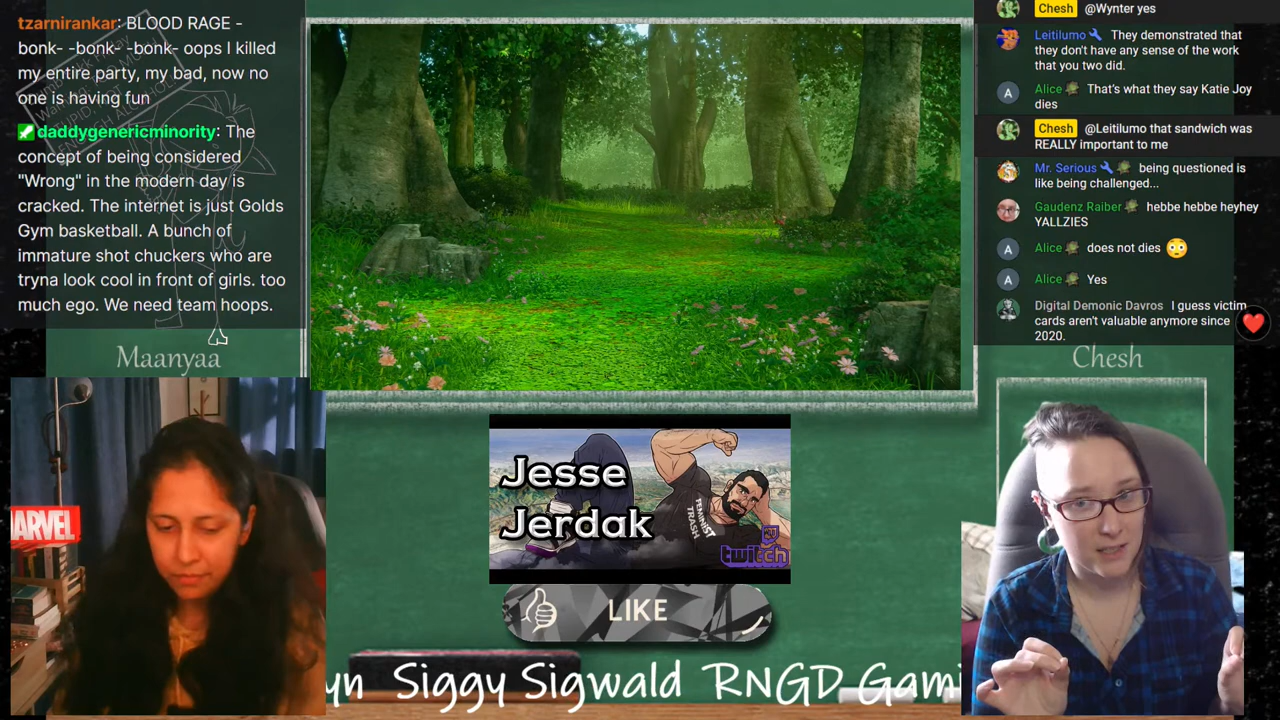 tzarnirankar: BLOOD RAGE -
bonk- -bonk- -bonk- oops I killed
my entire party, my bad, now no
one is having fun
daddygenericminority: The
concept of being considered
"Wrong" in the modern day is
cracked. The internet is just Golds
Gym basketball. A bunch of
immature shot chuckers who are
tryna look cool in front of girls. too
much ego. We need team hoops.
Maanyaa
MARVEL
Jesse
Jerdak
FEMINIST
TRASH
twitch
LIKE
yn Siggy Sigwald RNGD Gami
Chesh @Wynter yes
Leitilumo They demonstrated that
they don't have any sense of the work
that you two did.
A
Alice That's what they say Katie Joy
dies
Chesh @Leitilumo that sandwich was
REALLY important to me
Mr. Serious being questioned is
like being challenged...
Gaudenz Raiber hebbe hebbe heyhey
YALLZIES
A
Alice does not dies 😳
A
Alice Yes
Digital Demonic Davros I guess victim
cards aren't valuable anymore since
2020.
Chesh